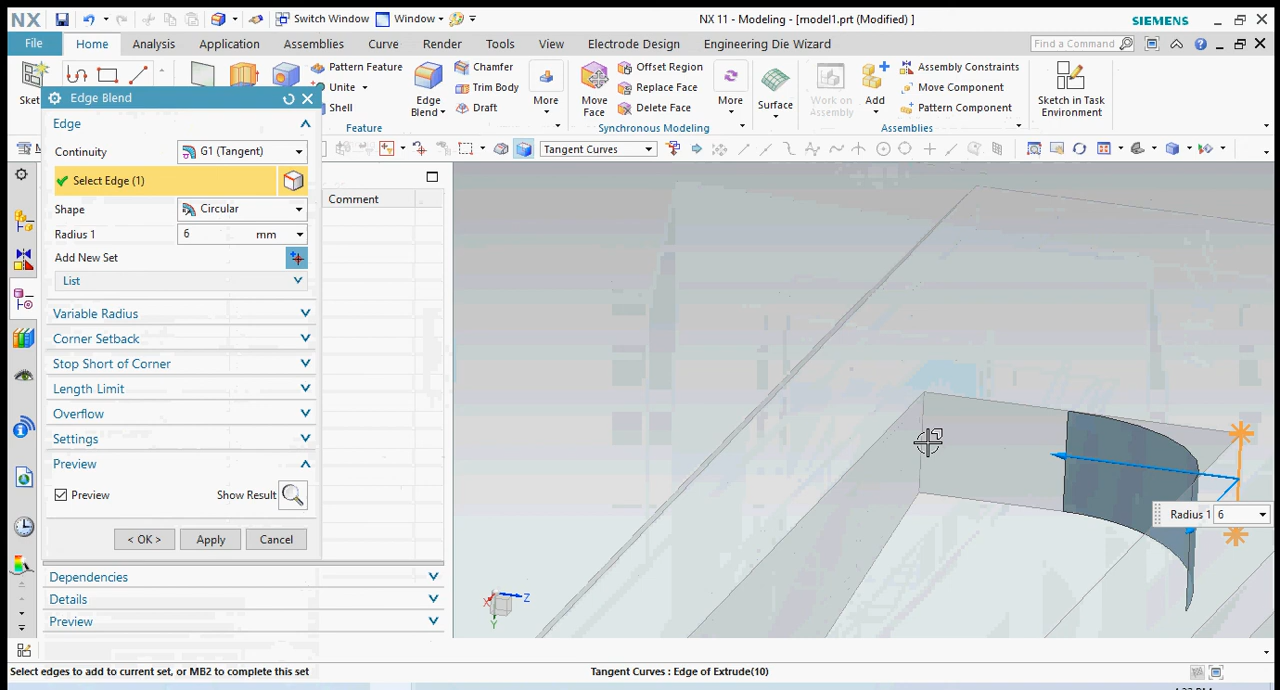 NX Switch Window Window NX 11 - Modeling - [model1.prt (Modified) ] SIEMENS
File Home Analysis Application Assemblies Curve Render Tools View Electrode Design Engineering Die Wizard Find a Command
Pattern Feature Chamfer Offset Region Assembly Constraints
Unite Trim Body Replace Face Move Component
Shell Draft Delete Face Pattern Component
Sket
Edge Blend
More
Move Face
More
Surface
Work on Assembly
Add
Sketch in Task Environment
Feature Synchronous Modeling Assemblies
Edge Blend
Tangent Curves
Edge
Continuity G1 (Tangent)
Select Edge (1)
Shape Circular
Radius 1 6 mm
Add New Set
List
Variable Radius
Corner Setback
Stop Short of Corner
Length Limit
Overflow
Settings
Preview
Preview Show Result
< OK > Apply Cancel
Comment
Dependencies
Details
Preview
Radius 1 6
X Z
Y
Select edges to add to current set, or MB2 to complete this set Tangent Curves : Edge of Extrude(10)